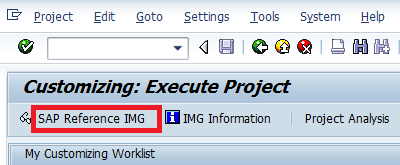 Project Edit Goto Settings Tools System Help
Customizing: Execute Project
SAP Reference IMG IMG Information Project Analysis
My Customizing Worklist